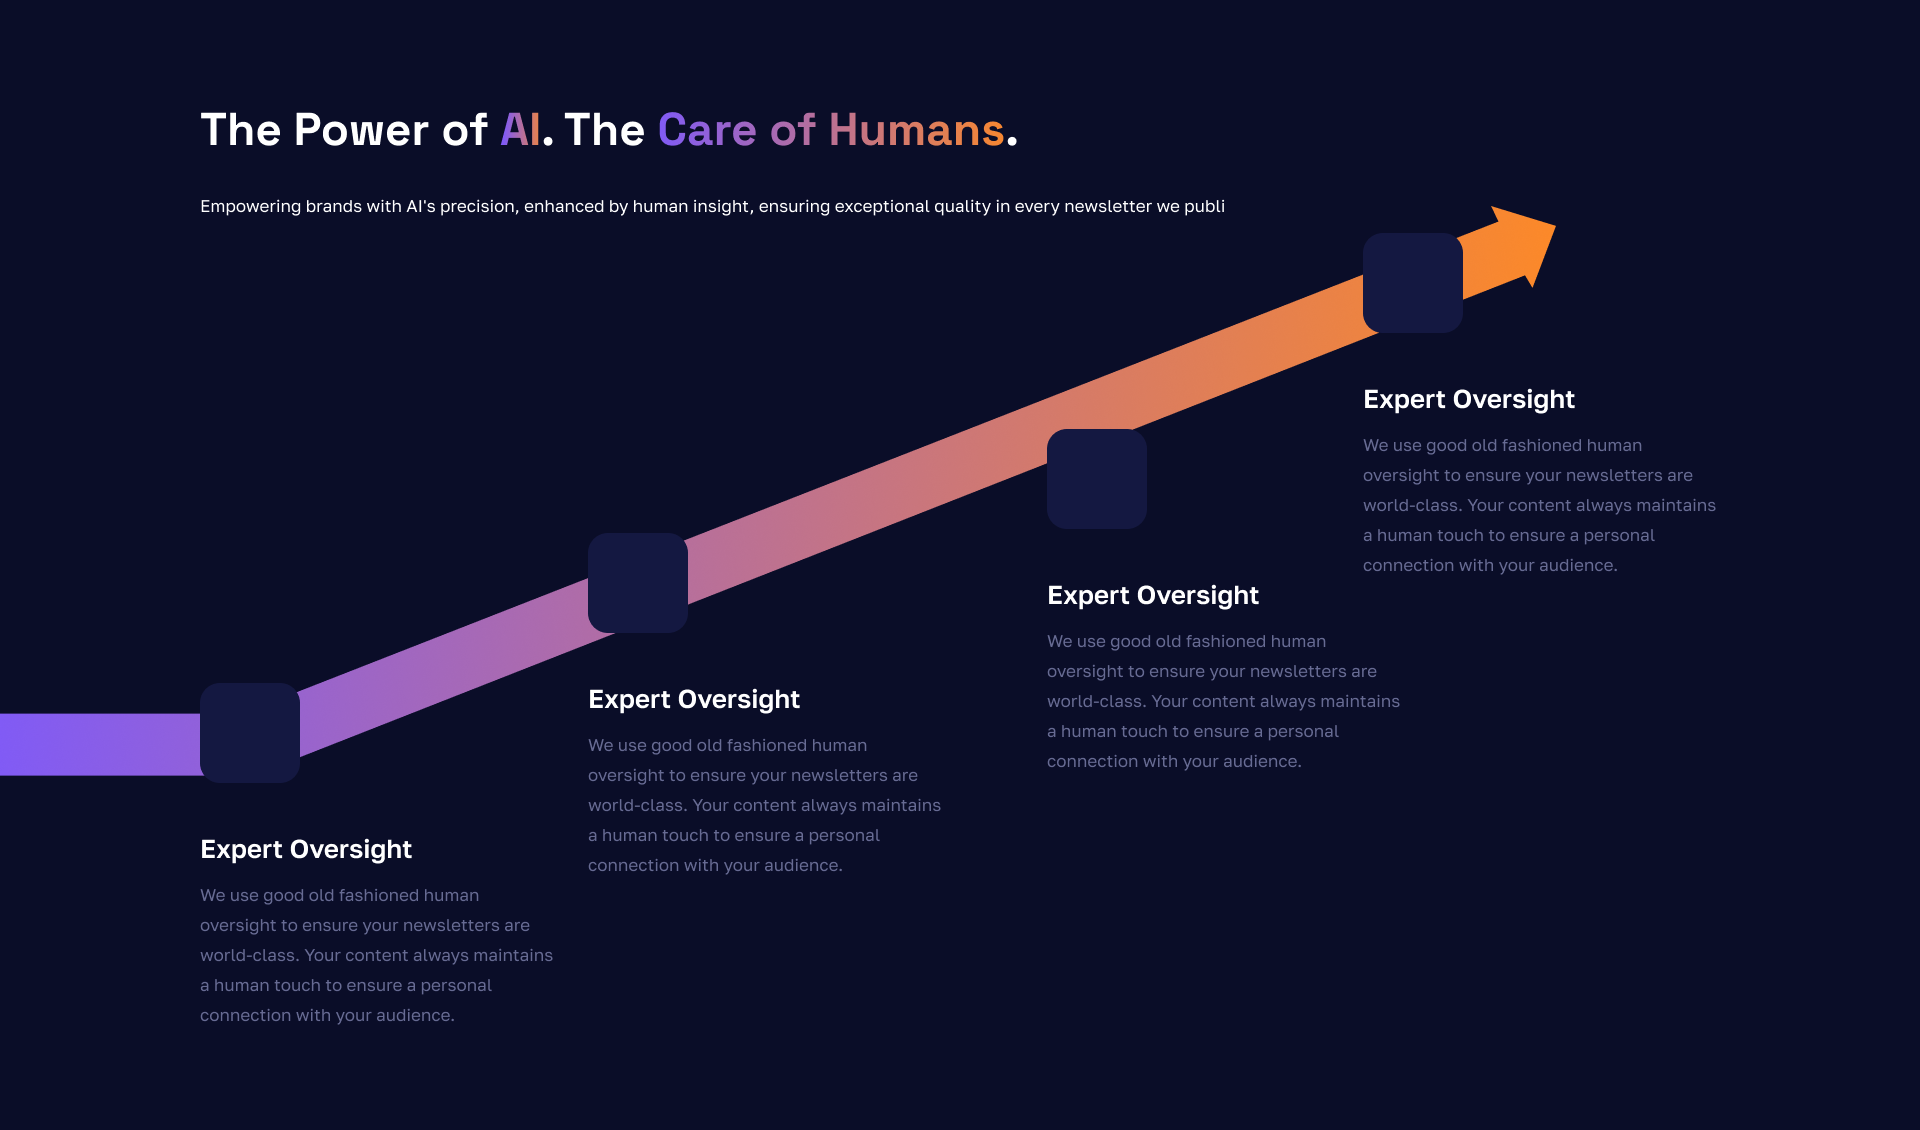 The Power of AI. The Care of Humans.
Empowering brands with AI's precision, enhanced by human insight, ensuring exceptional quality in every newsletter we publi
Expert Oversight
We use good old fashioned human
oversight to ensure your newsletters are
world-class. Your content always maintains
a human touch to ensure a personal
connection with your audience.
Expert Oversight
We use good old fashioned human
oversight to ensure your newsletters are
world-class. Your content always maintains
a human touch to ensure a personal
connection with your audience.
Expert Oversight
We use good old fashioned human
oversight to ensure your newsletters are
world-class. Your content always maintains
a human touch to ensure a personal
connection with your audience.
Expert Oversight
We use good old fashioned human
oversight to ensure your newsletters are
world-class. Your content always maintains
a human touch to ensure a personal
connection with your audience.